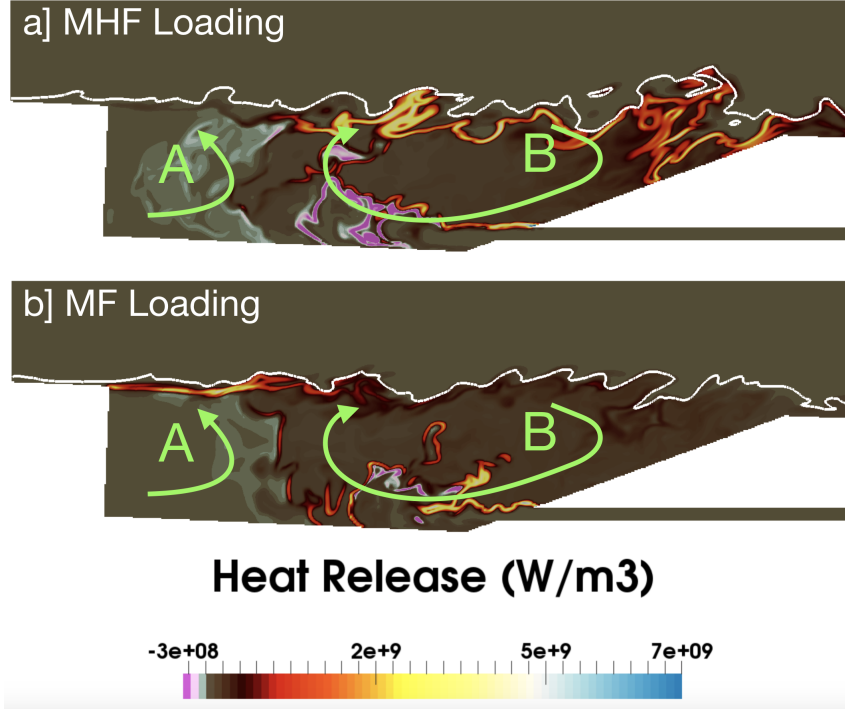 a] MHF Loading
A
B
b] MF Loading
A
B
Heat Release (W/m3)
-3e+08 2e+9 5e+9 7e+09